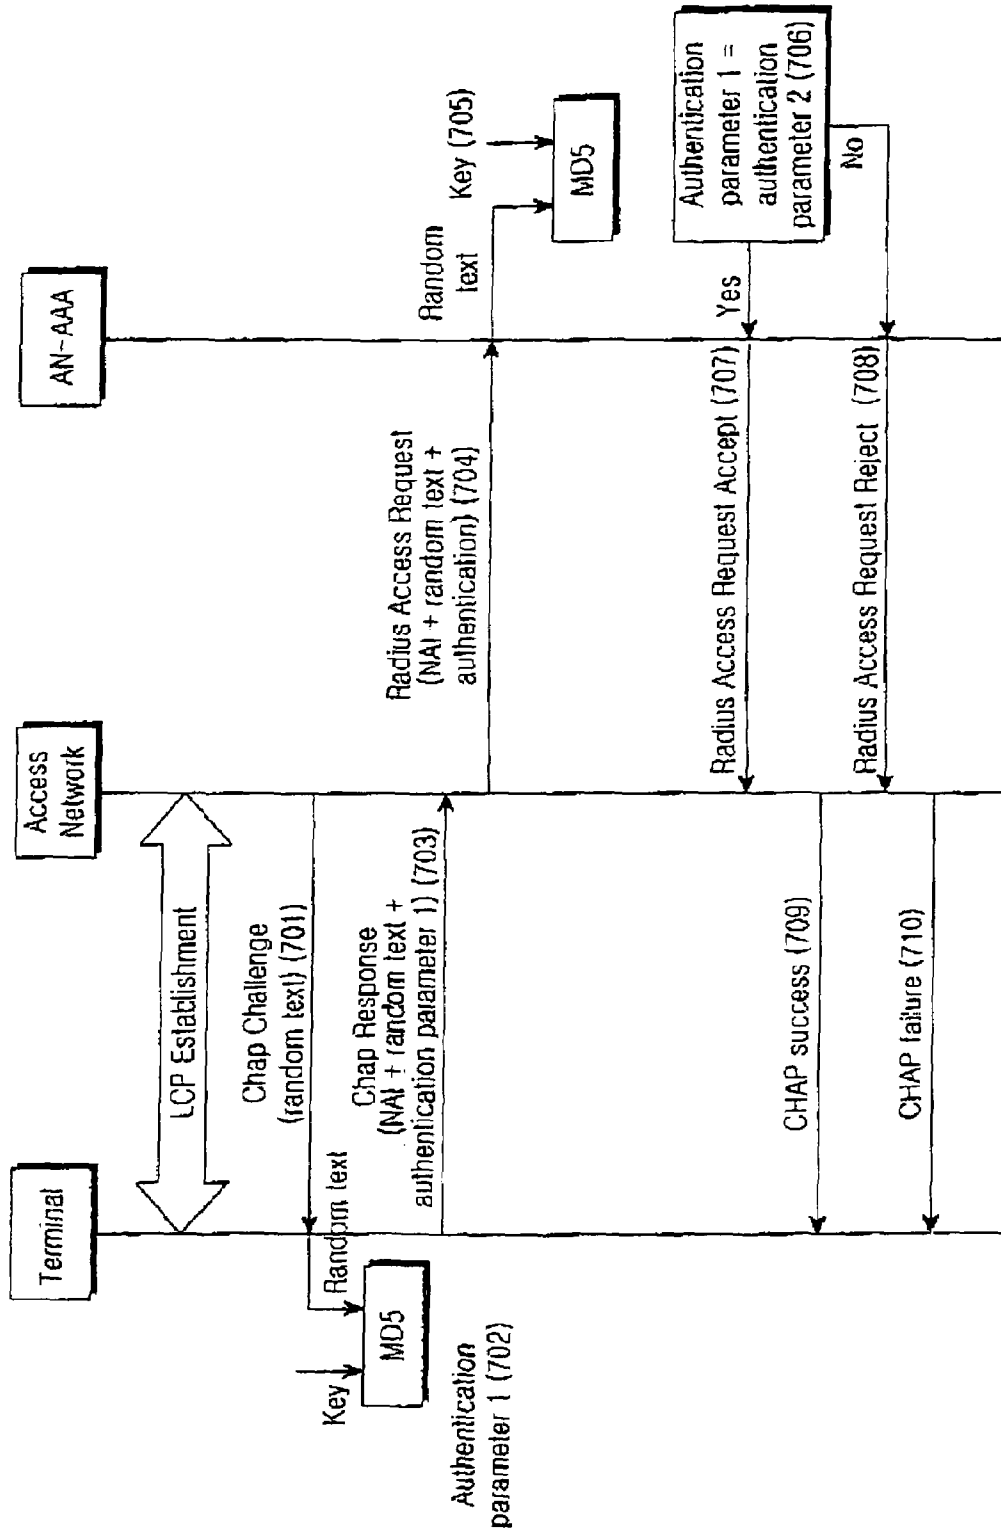 Terminal
Access
Network
AN-AAA
LCP Establishment
Chap Challenge
(random text) (701)
Random text
Key
MD5
Authentication
parameter 1 (702)
Chap Response
(NAI + random text +
authentication parameter 1) (703)
Radius Access Request
(NAI + random text +
authentication) (704)
Random
text
Key (705)
MD5
Authentication
parameter 1 =
authentication
parameter 2 (706)
Yes
No
Radius Access Request Accept (707)
Radius Access Request Reject (708)
CHAP success (709)
CHAP failure (710)